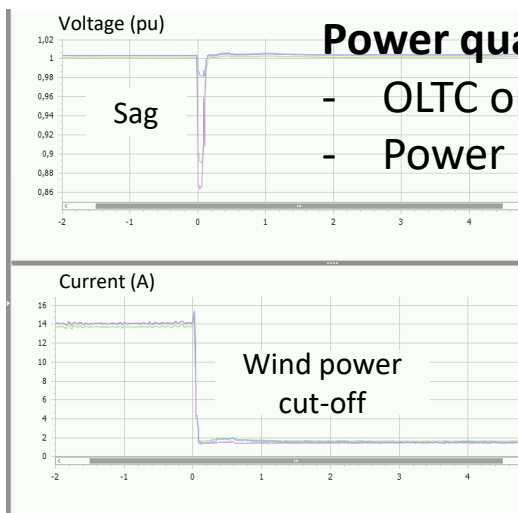 Voltage (pu)
Power qua
1,02
1
0,98
0,96
0,94
0,92
0,9
0,88
0,86
- OLTC o
- Power
Sag
-2 -1 0 1 2 3 4
Current (A)
16
14
12
10
8
6
4
2
0
Wind power
cut-off
-2 -1 0 1 2 3 4